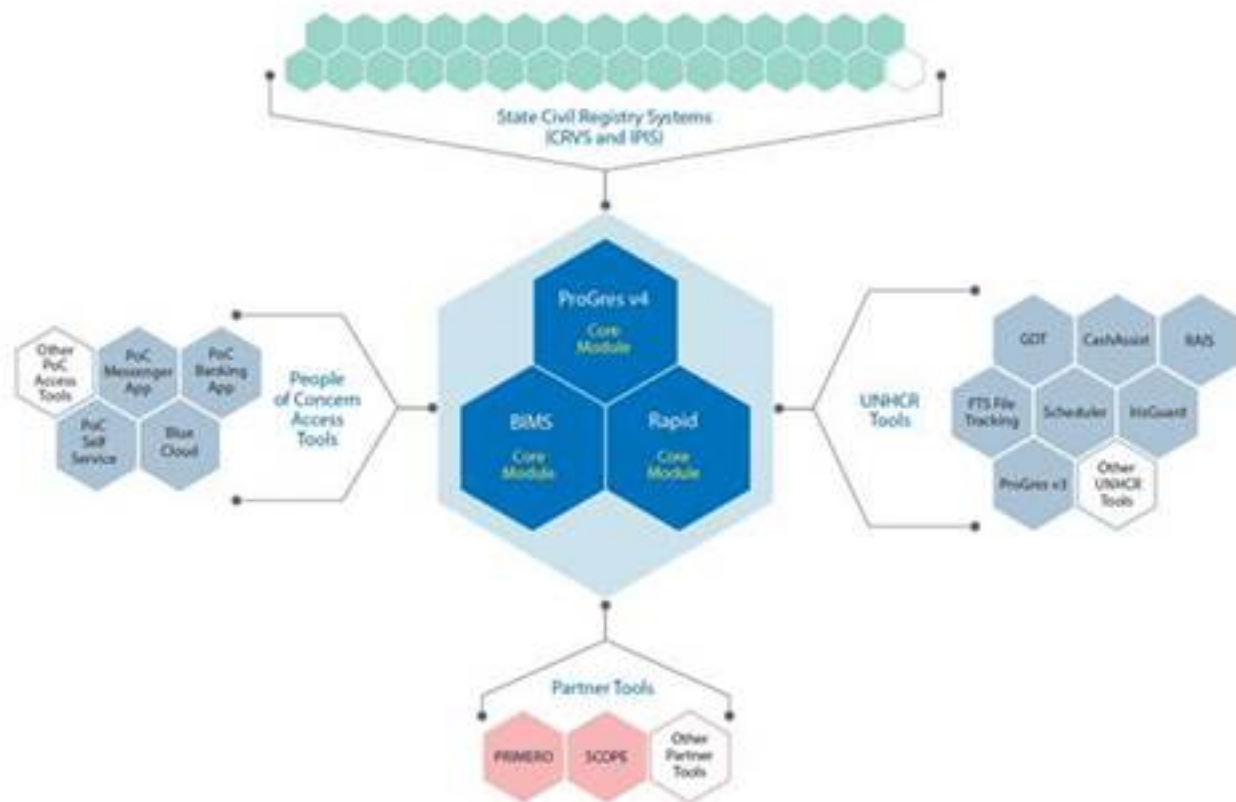 State Civil Registry Systems
(CRVS and IPIS)
ProGres v4
Core
Module
BIMS
Core
Module
Rapid
Core
Module
People
of Concern
Access
Tools
Other
PoC
Access
Tools
PoC
Messenger
App
PoC
Banking
App
PoC
Self
Service
Blue
Cloud
UNHCR
Tools
GDT
CashAssist
RAIS
FTS File
Tracking
Scheduler
IrisGuard
ProGres v3
Other
UNHCR
Tools
Partner Tools
PRIMERO
SCOPE
Other
Partner
Tools